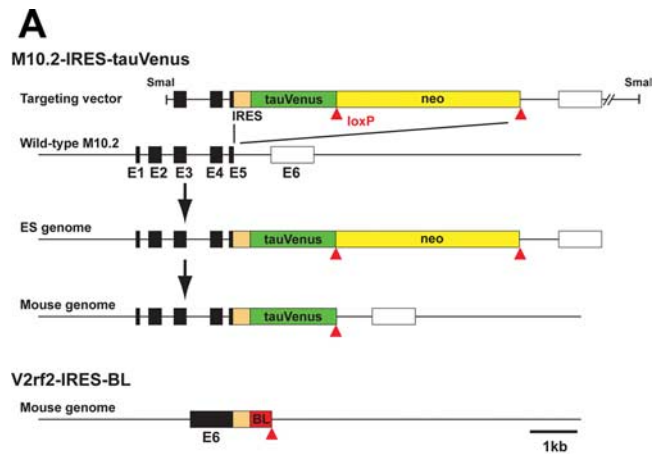 A
M10.2-IRES-tauVenus
SmaI SmaI
Targeting vector tauVenus neo
IRES loxP
Wild-type M10.2
E1 E2 E3 E4 E5 E6
ES genome tauVenus neo
Mouse genome tauVenus
V2rf2-IRES-BL
Mouse genome BL
E6
1kb